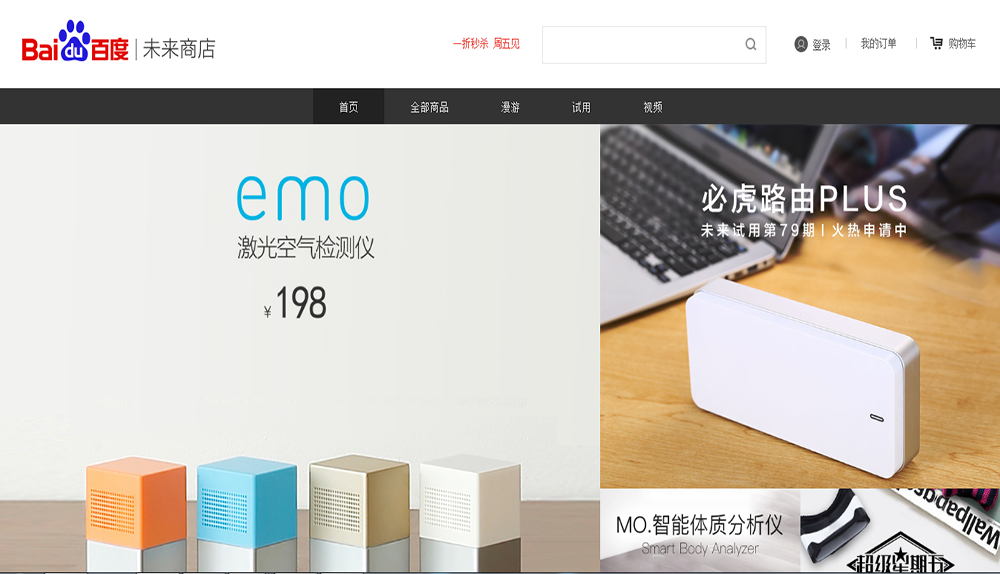 Bai du 百度 | 未来商店
一折秒杀 周五见
登录
我的订单
购物车
首页
全部商品
漫游
试用
视频
emo
激光空气检测仪
¥198
必虎路由PLUS
未来试用第79期 | 火热申请中
MO.智能体质分析仪
Smart Body Analyzer
Wallpaper
超级星期五